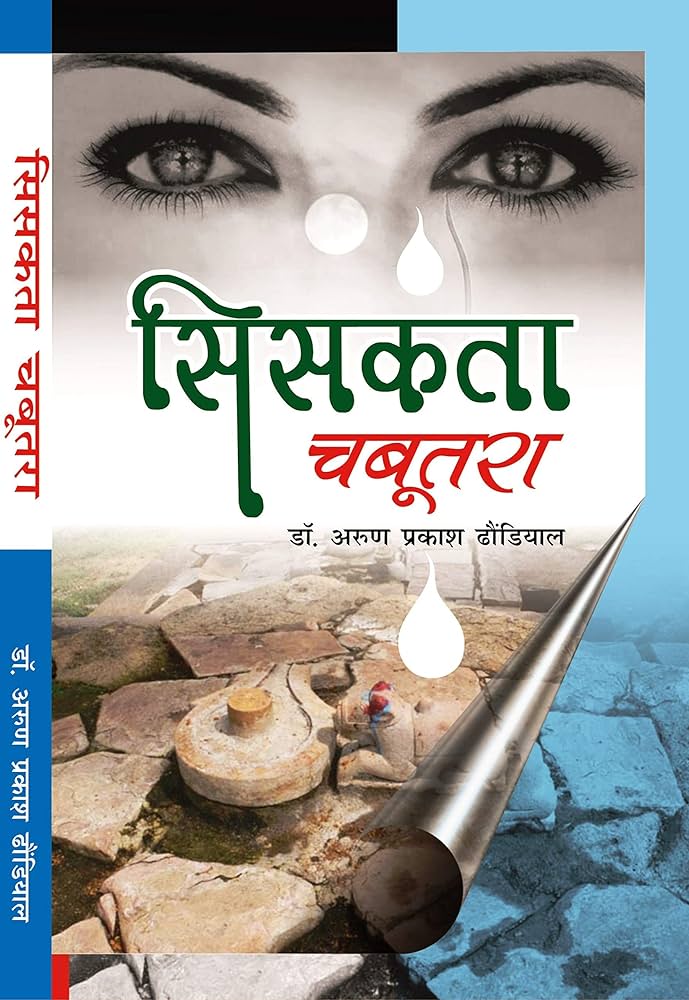 सिसकता
चबूतरा
डॉ. अरुण प्रकाश ढौंडियाल
सिसकता चबूतरा
डॉ. अरुण प्रकाश ढौंडियाल